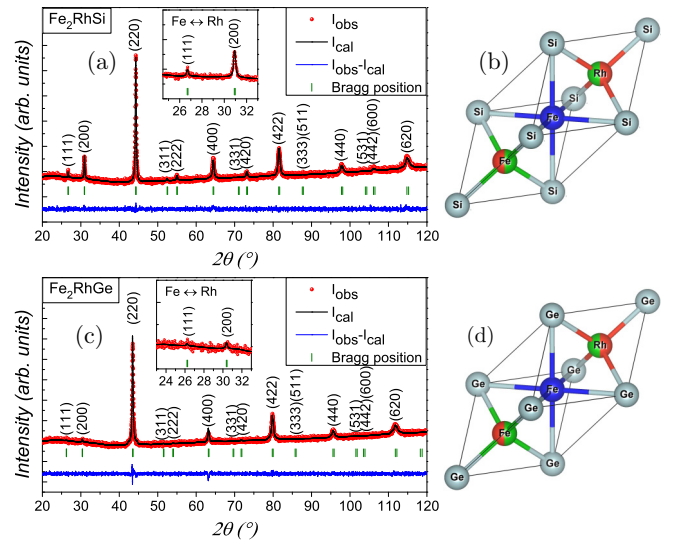 Fe2RhSi
(a)
Fe ↔ Rh
(111)
(200)
24 26 28 30 32
Iobs
Ical
Iobs-Ical
Bragg position
(111)
(200)
(220)
(311)
(222)
(400)
(331)
(420)
(422)
(333)(511)
(440)
(531)
(442)(600)
(620)
Intensity (arb. units)
20 30 40 50 60 70 80 90 100 110 120
2θ (°)
(b)
Si
Si
Rh
Si
Si
Fe
Si
Si
Fe
Si
Si
Fe2RhGe
(c)
Fe ↔ Rh
(111)
(200)
24 26 28 30 32
Iobs
Ical
Iobs-Ical
Bragg position
(111)
(200)
(220)
(311)
(222)
(400)
(331)
(420)
(422)
(333)(511)
(440)
(531)
(442)(600)
(620)
Intensity (arb. units)
20 30 40 50 60 70 80 90 100 110 120
2θ (°)
(d)
Ge
Ge
Rh
Ge
Ge
Fe
Ge
Ge
Fe
Ge
Ge